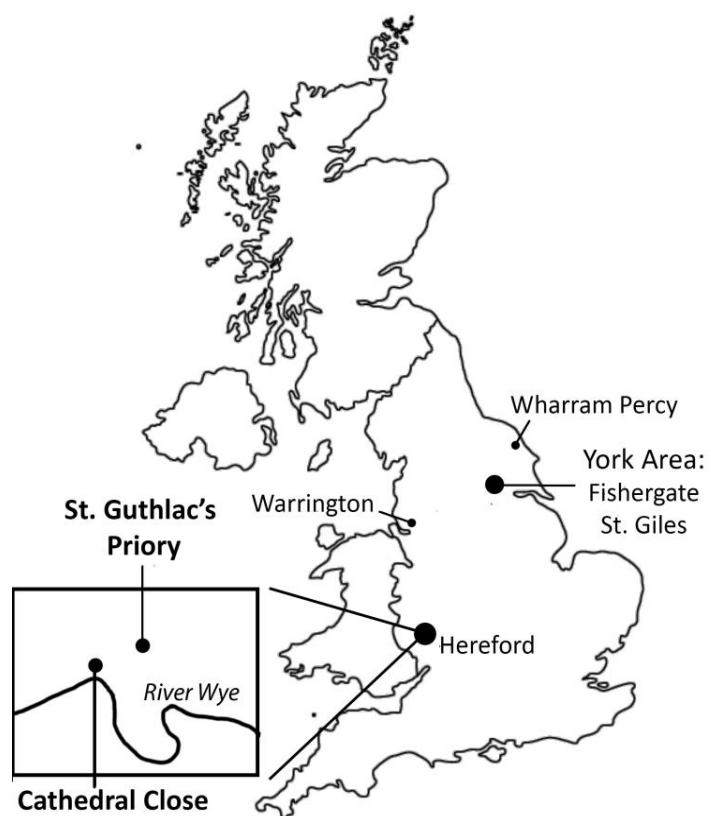 Wharram Percy
York Area:
Fishergate
St. Giles
Warrington
St. Guthlac’s
Priory
Hereford
River Wye
Cathedral Close